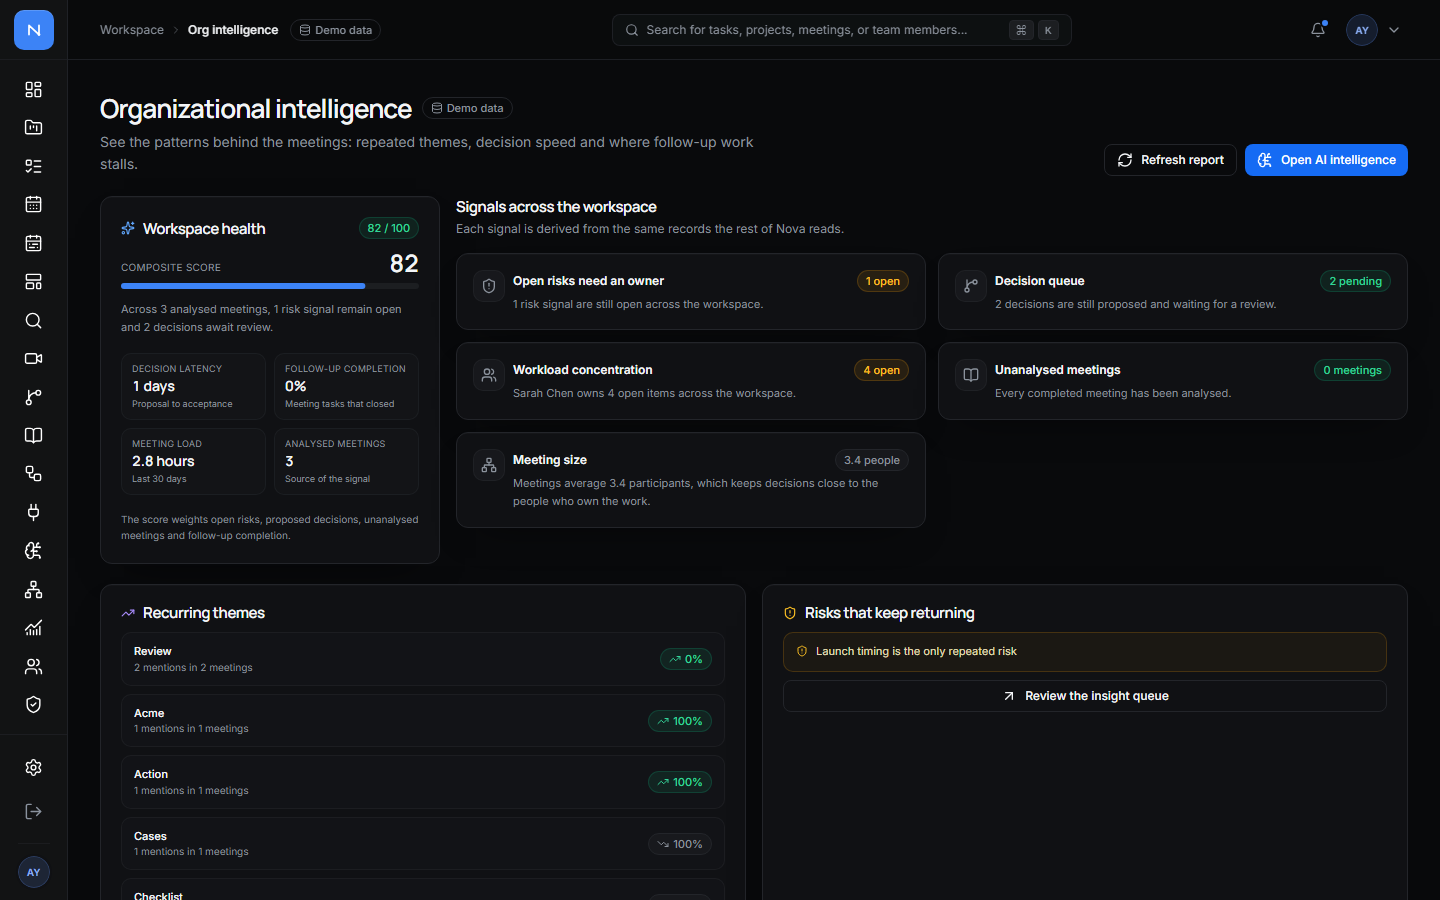 Workspace
Org intelligence
Demo data
Search for tasks, projects, meetings, or team members...
⌘ K
AY
Organizational intelligence
Demo data
See the patterns behind the meetings: repeated themes, decision speed and where follow-up work
stalls.
Refresh report
Open AI intelligence
Workspace health
82 / 100
COMPOSITE SCORE
82
Across 3 analysed meetings, 1 risk signal remain open
and 2 decisions await review.
DECISION LATENCY
1 days
Proposal to acceptance
FOLLOW-UP COMPLETION
0%
Meeting tasks that closed
MEETING LOAD
2.8 hours
Last 30 days
ANALYSED MEETINGS
3
Source of the signal
The score weights open risks, proposed decisions, unanalysed
meetings and follow-up completion.
Signals across the workspace
Each signal is derived from the same records the rest of Nova reads.
Open risks need an owner
1 open
1 risk signal are still open across the workspace.
Decision queue
2 pending
2 decisions are still proposed and waiting for a review.
Workload concentration
4 open
Sarah Chen owns 4 open items across the workspace.
Unanalysed meetings
0 meetings
Every completed meeting has been analysed.
Meeting size
3.4 people
Meetings average 3.4 participants, which keeps decisions close to the
people who own the work.
Recurring themes
Review
2 mentions in 2 meetings
0%
Acme
1 mentions in 1 meetings
100%
Action
1 mentions in 1 meetings
100%
Cases
1 mentions in 1 meetings
100%
Checklist
Risks that keep returning
Launch timing is the only repeated risk
Review the insight queue
AY